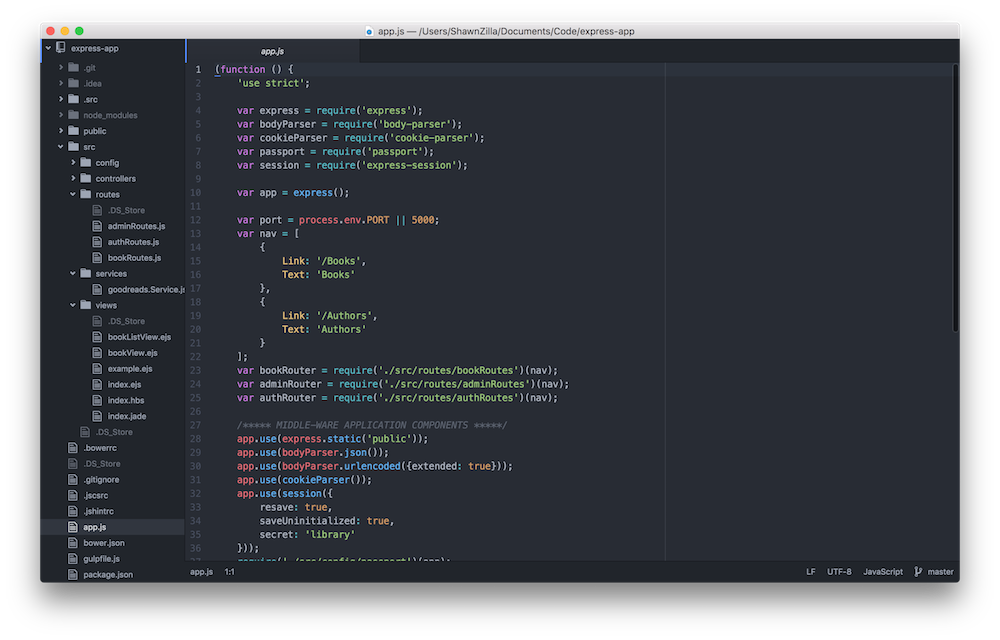 app.js — /Users/ShawnZilla/Documents/Code/express-app
express-app
.git
.idea
.src
node_modules
public
src
config
controllers
routes
.DS_Store
adminRoutes.js
authRoutes.js
bookRoutes.js
services
goodreads.Service.js
views
.DS_Store
bookListView.ejs
bookView.ejs
example.ejs
index.ejs
index.hbs
index.jade
.DS_Store
.bowerrc
.DS_Store
.gitignore
.jscsrc
.jshintrc
app.js
bower.json
gulpfile.js
package.json
app.js
1 (function () {
2     'use strict';
3
4     var express = require('express');
5     var bodyParser = require('body-parser');
6     var cookieParser = require('cookie-parser');
7     var passport = require('passport');
8     var session = require('express-session');
9
10     var app = express();
11
12     var port = process.env.PORT || 5000;
13     var nav = [
14         {
15             Link: '/Books',
16             Text: 'Books'
17         },
18         {
19             Link: '/Authors',
20             Text: 'Authors'
21         }
22     ];
23     var bookRouter = require('./src/routes/bookRoutes')(nav);
24     var adminRouter = require('./src/routes/adminRoutes')(nav);
25     var authRouter = require('./src/routes/authRoutes')(nav);
26
27     /***** MIDDLE-WARE APPLICATION COMPONENTS *****/
28     app.use(express.static('public'));
29     app.use(bodyParser.json());
30     app.use(bodyParser.urlencoded({extended: true}));
31     app.use(cookieParser());
32     app.use(session({
33         resave: true,
34         saveUninitialized: true,
35         secret: 'library'
36     }));
37     require('./src/config/passport')(app);
app.js 1:1 LF UTF-8 JavaScript master